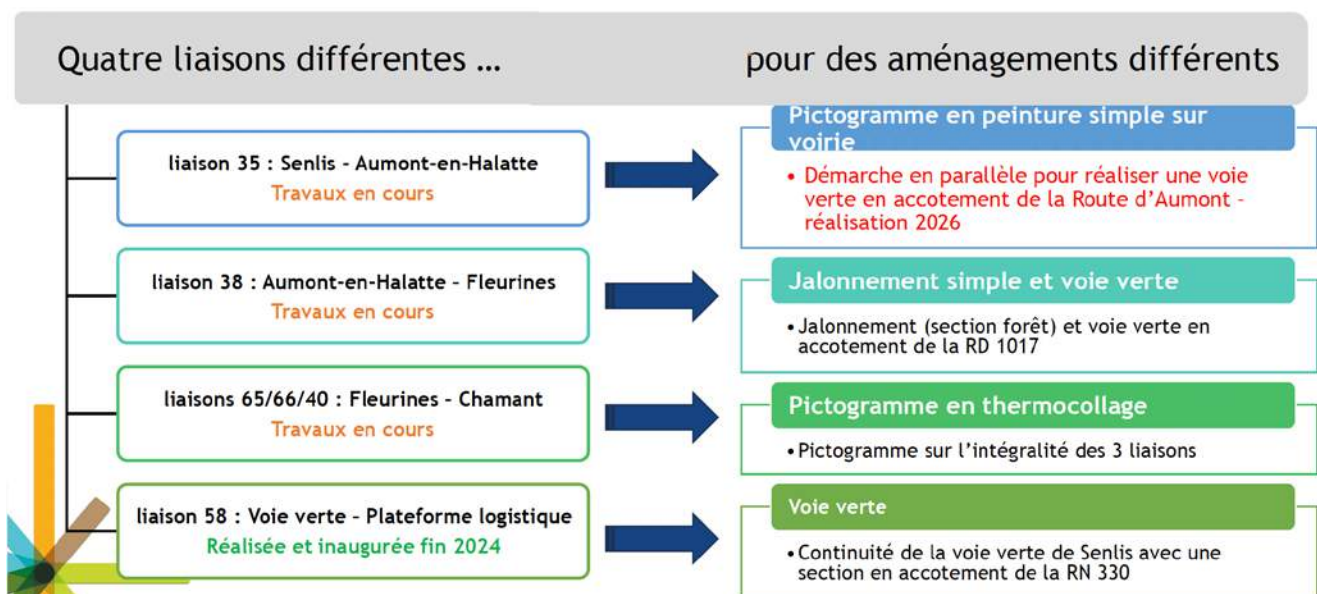 Quatre liaisons différentes ...
pour des aménagements différents
liaison 35 : Senlis - Aumont-en-Halatte
Travaux en cours
Pictogramme en peinture simple sur
voirie
• Démarche en parallèle pour réaliser une voie
verte en accotement de la Route d'Aumont -
réalisation 2026
liaison 38 : Aumont-en-Halatte - Fleurines
Travaux en cours
Jalonnement simple et voie verte
•Jalonnement (section forêt) et voie verte en
accotement de la RD 1017
liaisons 65/66/40 : Fleurines - Chamant
Travaux en cours
Pictogramme en thermocollage
•Pictogramme sur l'intégralité des 3 liaisons
liaison 58 : Voie verte - Plateforme logistique
Réalisée et inaugurée fin 2024
Voie verte
•Continuité de la voie verte de Senlis avec une
section en accotement de la RN 330